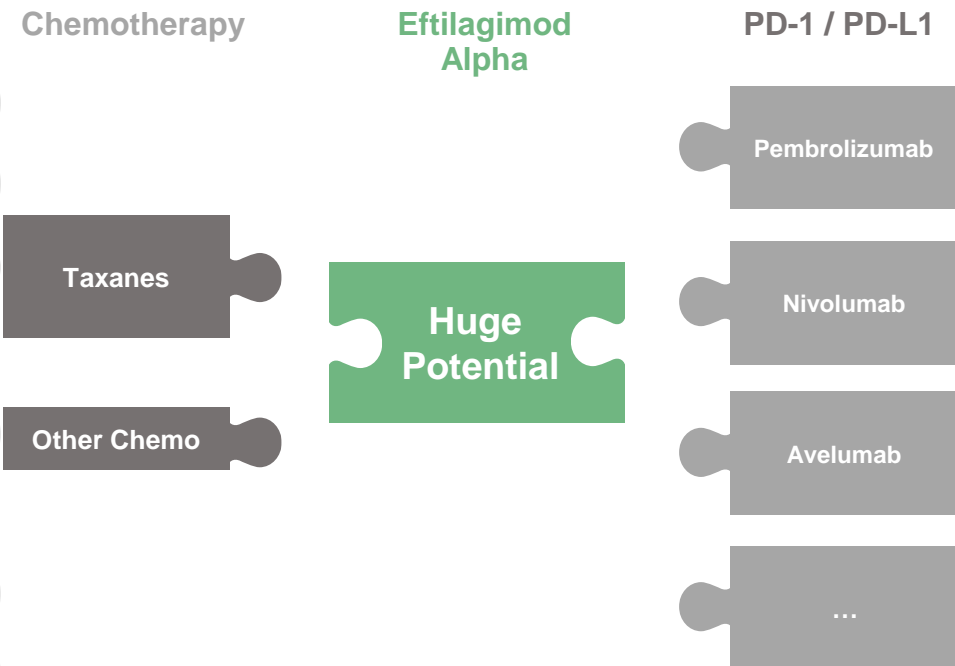 Chemotherapy
Eftilagimod
Alpha
PD-1 / PD-L1
Taxanes
Other Chemo
Huge
Potential
Pembrolizumab
Nivolumab
Avelumab
...